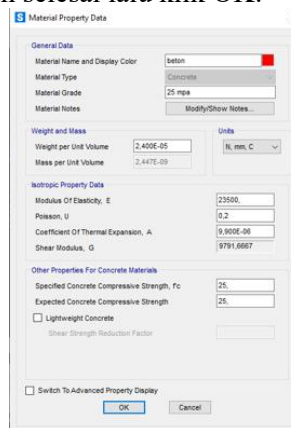 selesai lalu klik OK.
S Material Property Data
General Data
Material Name and Display Color beton
Material Type Concrete
Material Grade 25 mpa
Material Notes Modify/Show Notes...
Weight and Mass Units
Weight per Unit Volume 2,400E-05 N, mm, C
Mass per Unit Volume 2,447E-09
Isotropic Property Data
Modulus Of Elasticity, E 23500,
Poisson, U 0,2
Coefficient Of Thermal Expansion, A 9,900E-06
Shear Modulus, G 9791,6667
Other Properties For Concrete Materials
Specified Concrete Compressive Strength, Fc 25,
Expected Concrete Compressive Strength 25,
Lightweight Concrete
Shear Strength Reduction Factor
Switch To Advanced Property Display
OK Cancel